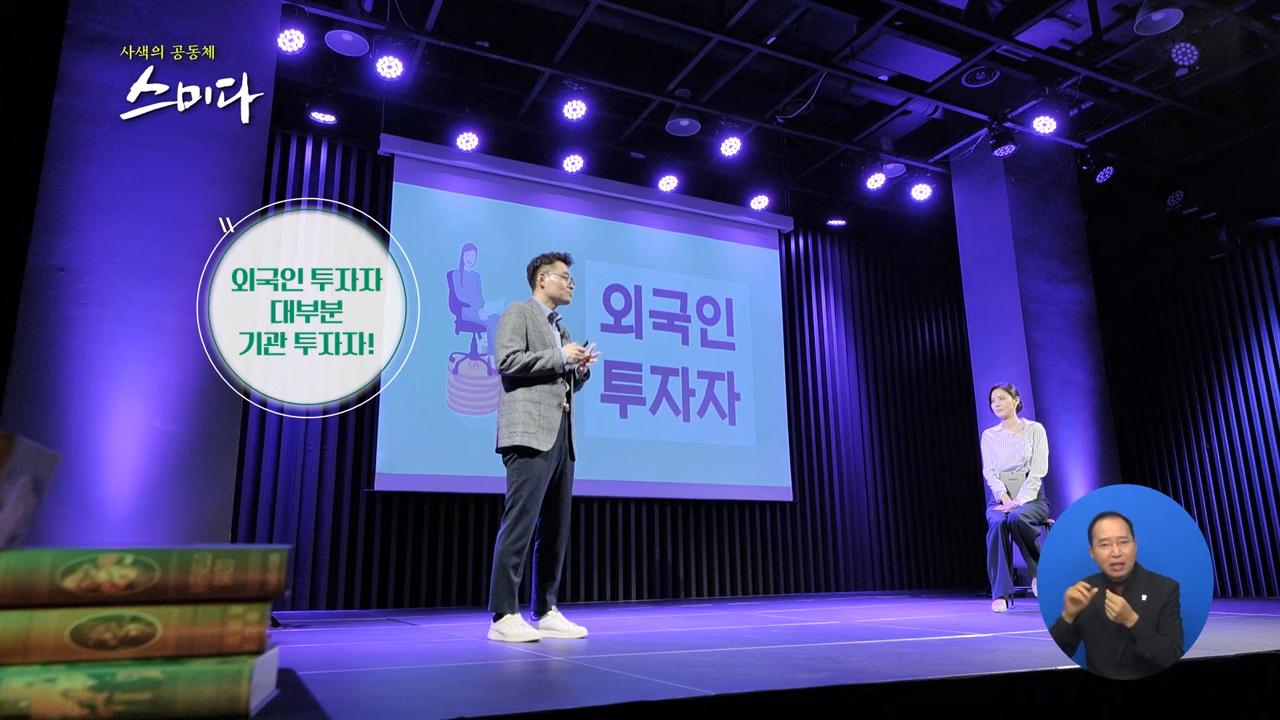 사색의 공동체
스미다
외국인 투자자
대부분
기관 투자자!
외국인
투자자